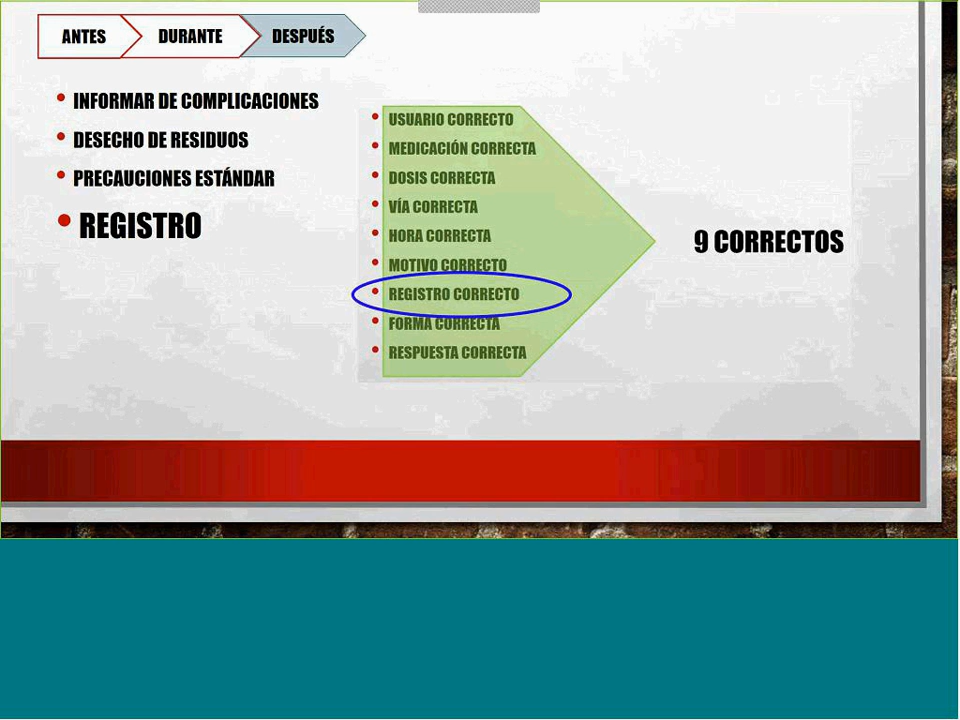 ANTES
DURANTE
DESPUÉS
• INFORMAR DE COMPLICACIONES
• DESECHO DE RESIDUOS
• PRECAUCIONES ESTÁNDAR
• REGISTRO
• USUARIO CORRECTO
• MEDICACIÓN CORRECTA
• DOSIS CORRECTA
• VÍA CORRECTA
• HORA CORRECTA
• MOTIVO CORRECTO
• REGISTRO CORRECTO
• FORMA CORRECTA
• RESPUESTA CORRECTA
9 CORRECTOS